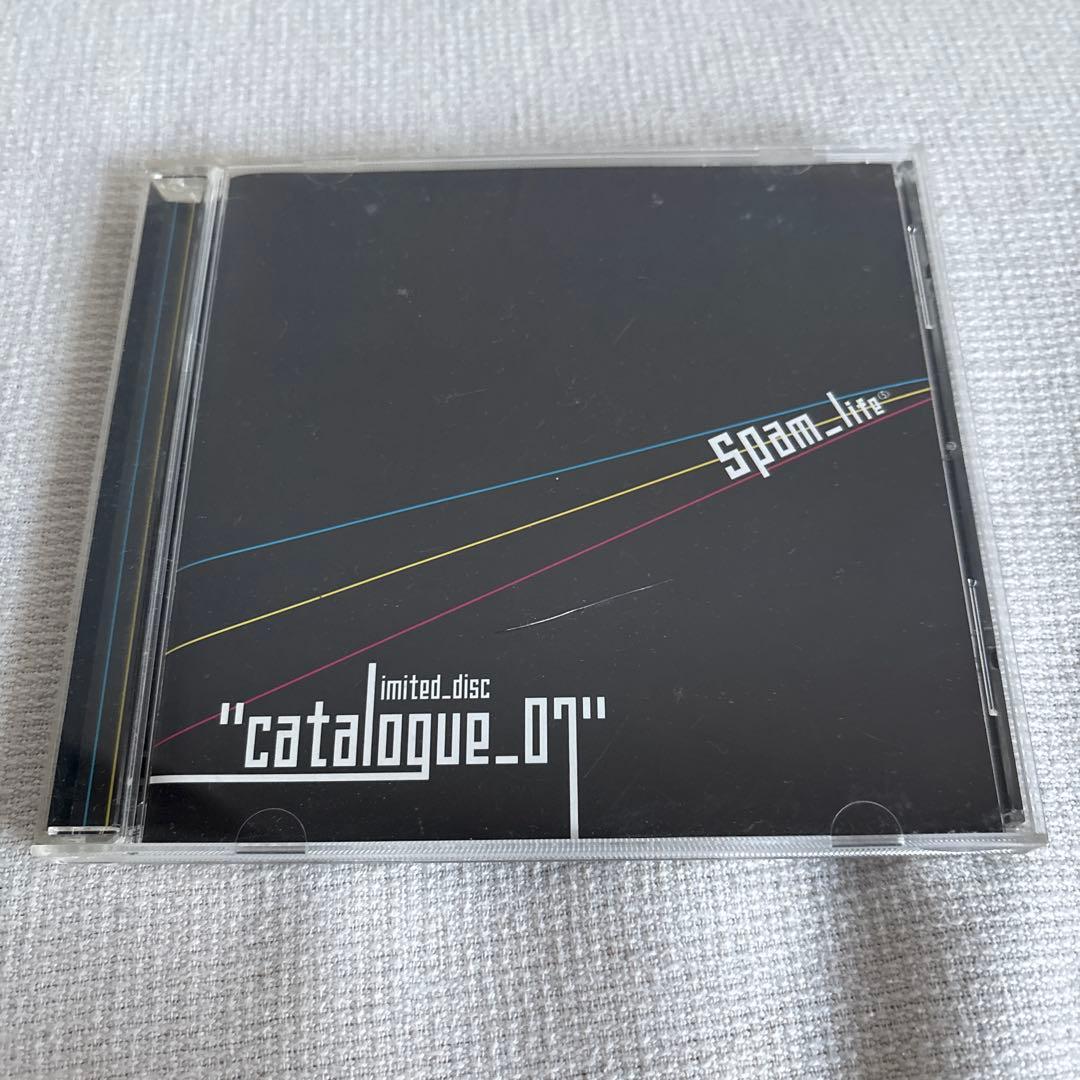 Spam_life
limited_disc
"catalogue_07"